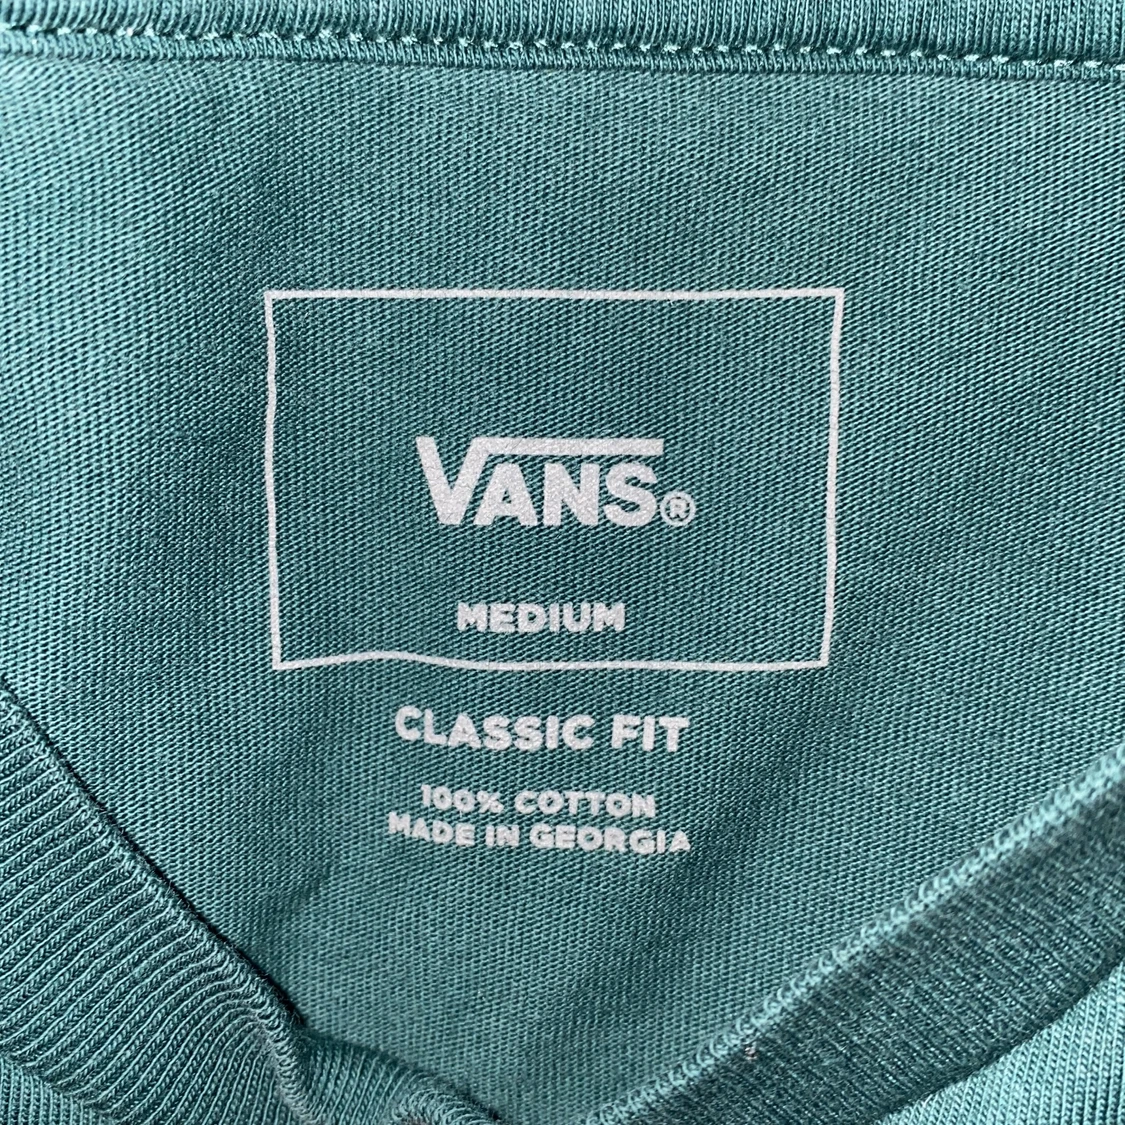 VANS®
MEDIUM
CLASSIC FIT
100% COTTON
MADE IN GEORGIA